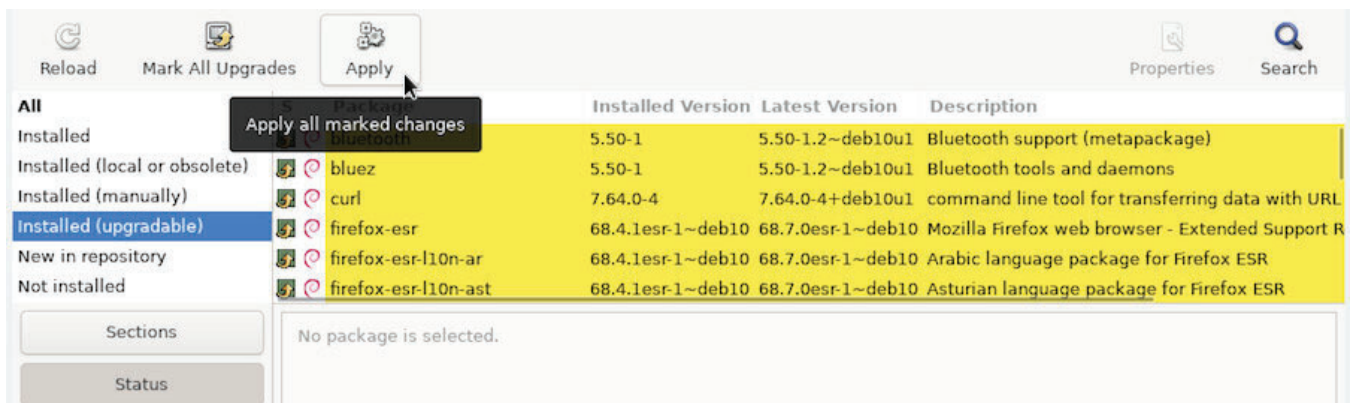 Reload Mark All Upgrades Apply Properties Search
All S Package Installed Version Latest Version Description
Apply all marked changes
Installed bluetooth 5.50-1 5.50-1.2~deb10u1 Bluetooth support (metapackage)
Installed (local or obsolete) bluez 5.50-1 5.50-1.2~deb10u1 Bluetooth tools and daemons
Installed (manually) curl 7.64.0-4 7.64.0-4+deb10u1 command line tool for transferring data with URL
Installed (upgradable) firefox-esr 68.4.1esr-1~deb10 68.7.0esr-1~deb10 Mozilla Firefox web browser - Extended Support R
New in repository firefox-esr-l10n-ar 68.4.1esr-1~deb10 68.7.0esr-1~deb10 Arabic language package for Firefox ESR
Not installed firefox-esr-l10n-ast 68.4.1esr-1~deb10 68.7.0esr-1~deb10 Asturian language package for Firefox ESR
Sections No package is selected.
Status